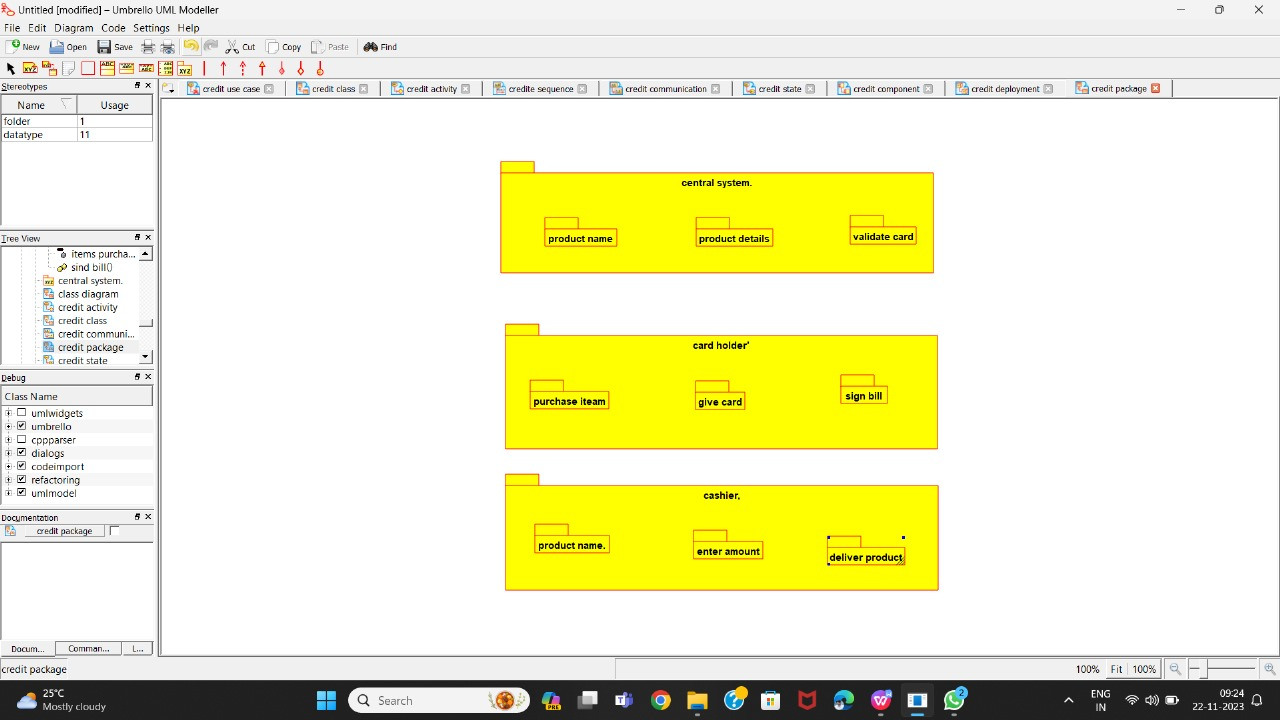 Untitled [modified] – Umbrello UML Modeller
File Edit Diagram Code Settings Help
New Open Save Cut Copy Paste Find
Stereotypes
Name Usage
folder 1
datatype 11
credit use case credit class credit activity credite sequence credit communication credit state credit component credit deployment credit package
central system.
product name product details validate card
card holder'
purchase iteam give card sign bill
cashier,
product name. enter amount deliver product
Tree View
items purcha...
sind bill()
central system.
class diagram
credit activity
credit class
credit communi...
credit package
credit state
Debug
Class Name
umlwidgets
umbrello
cppparser
dialogs
codeimport
refactoring
umlmodel
Documentation
credit package
Docum... Comman... L...
credit package
100% Fit 100%
25°C
Mostly cloudy
Search
PRE
2
ENG
IN
09:24
22-11-2023